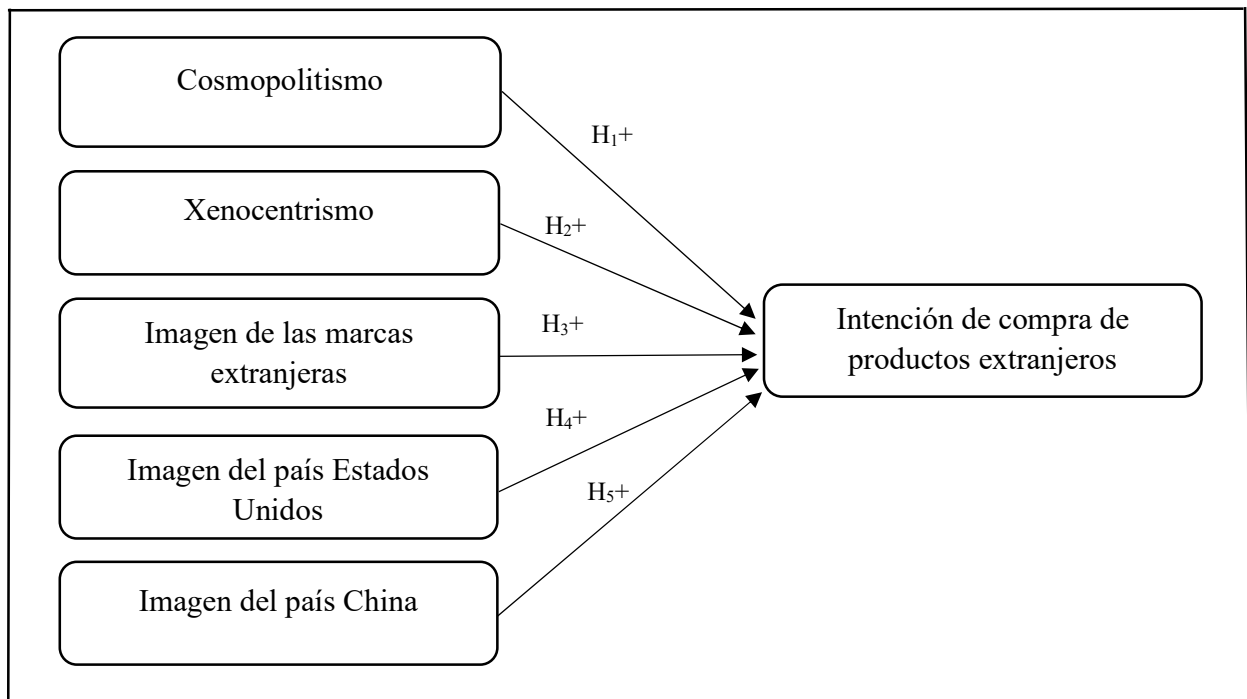 Cosmopolitismo
H₁+
Xenocentrismo
H₂+
Imagen de las marcas
extranjeras
H₃+
Intención de compra de
productos extranjeros
Imagen del país Estados
Unidos
H₄+
Imagen del país China
H₅+